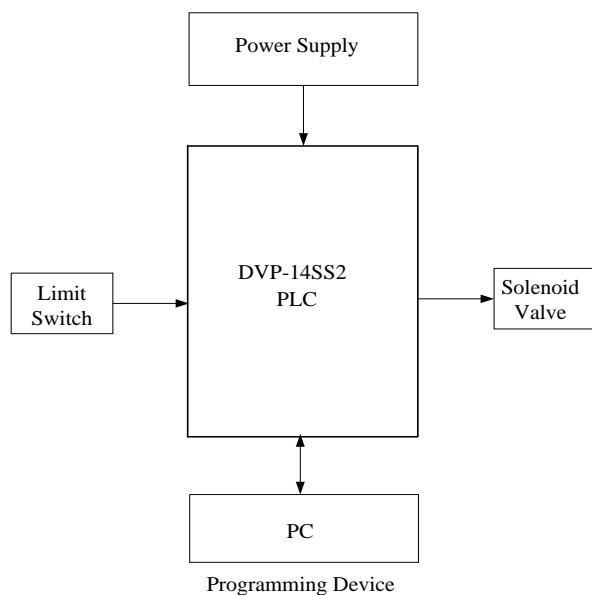 Power Supply
DVP-14SS2
PLC
Limit
Switch
Solenoid
Valve
PC
Programming Device